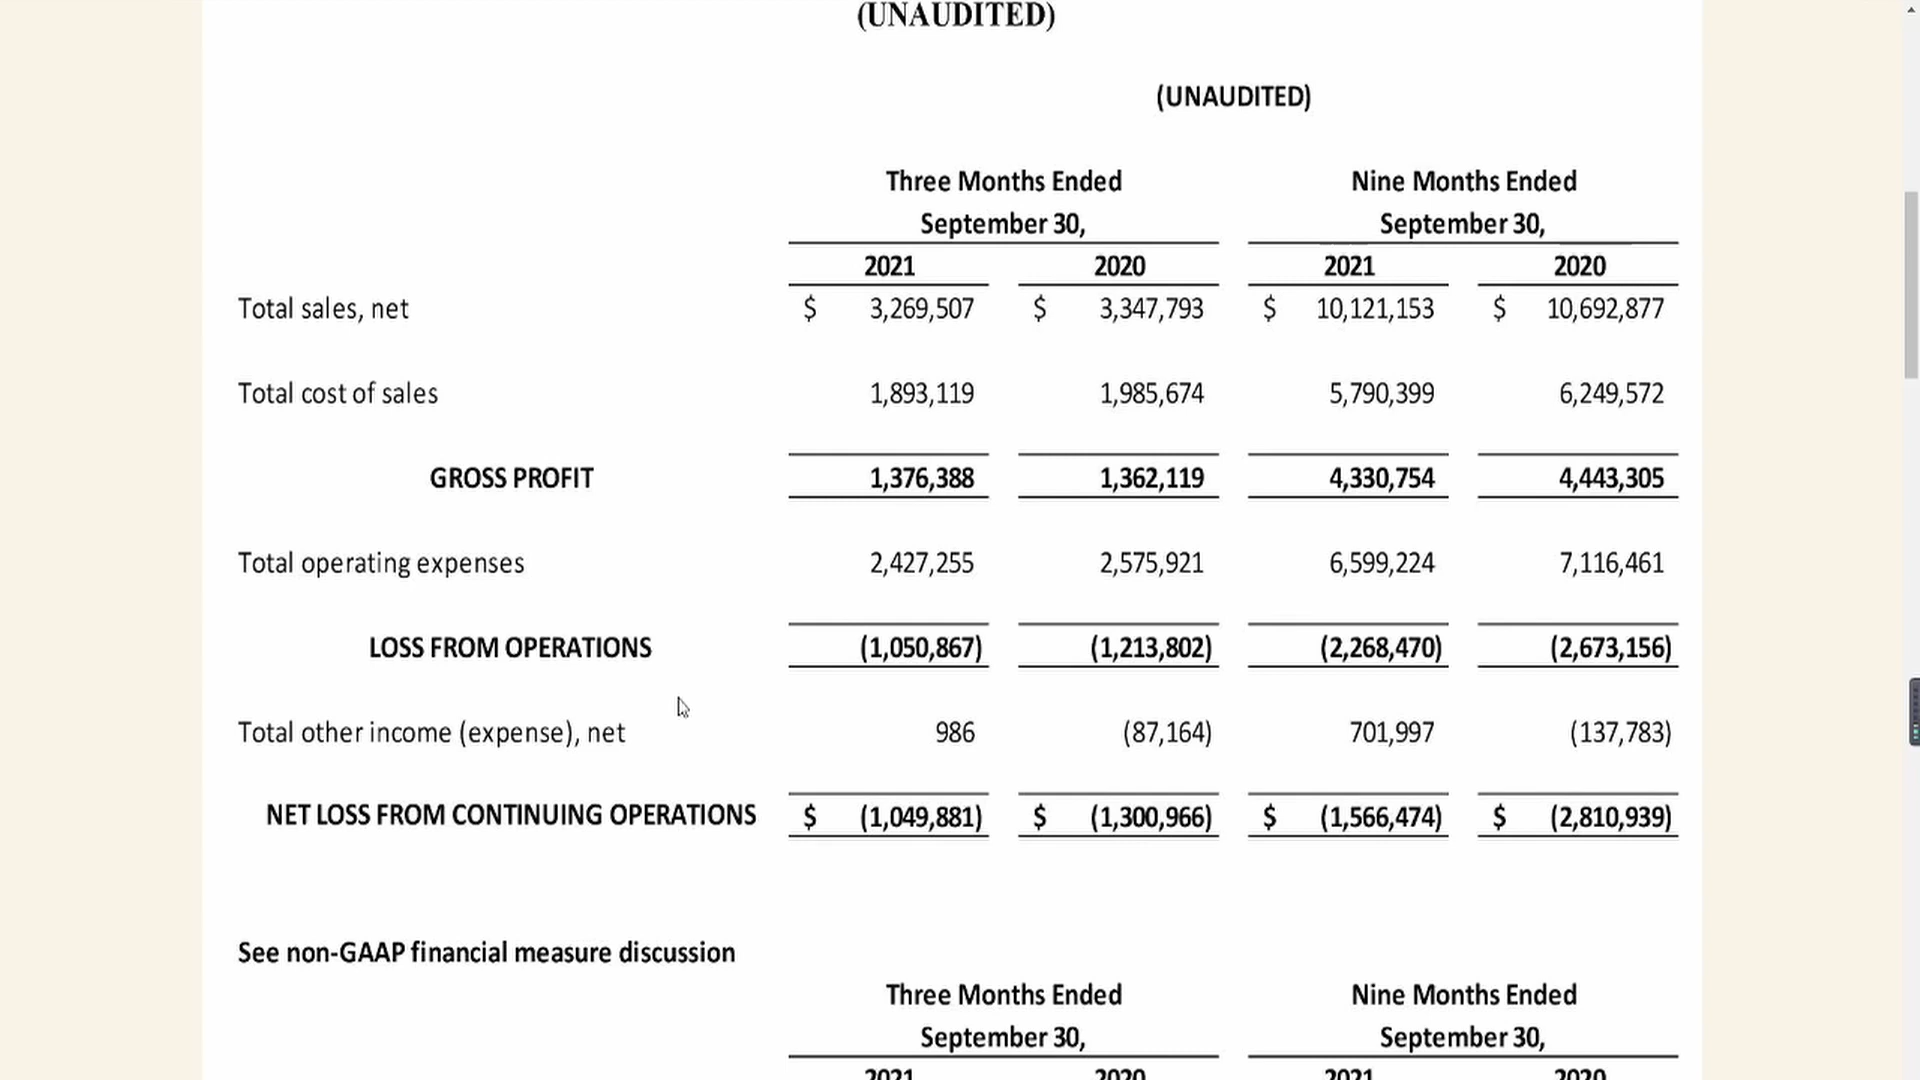 (UNAUDITED)
(UNAUDITED)
Three Months Ended Nine Months Ended
September 30, September 30,
2021 2020 2021 2020
Total sales, net $ 3,269,507 $ 3,347,793 $ 10,121,153 $ 10,692,877
Total cost of sales 1,893,119 1,985,674 5,790,399 6,249,572
GROSS PROFIT 1,376,388 1,362,119 4,330,754 4,443,305
Total operating expenses 2,427,255 2,575,921 6,599,224 7,116,461
LOSS FROM OPERATIONS (1,050,867) (1,213,802) (2,268,470) (2,673,156)
Total other income (expense), net 986 (87,164) 701,997 (137,783)
NET LOSS FROM CONTINUING OPERATIONS $ (1,049,881) $ (1,300,966) $ (1,566,474) $ (2,810,939)
See non-GAAP financial measure discussion
Three Months Ended Nine Months Ended
September 30, September 30,
2021 2020 2021 2020